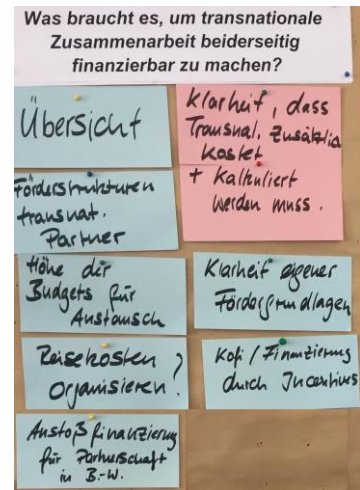 Was braucht es, um transnationale
Zusammenarbeit beiderseitig
finanzierbar zu machen?
Übersicht
Klarheit, dass
Transnat. zusätzlich
kostet
+ kalkuliert
werden muss.
Förderstrukturen
transnat.
Partner
Höhe der
Budgets für
Austausch
Klarheit eigener
Fördergrundlagen
Reisekosten
organisieren?
Kofi / Finanzierung
durch Incentives
Anstoßfinanzierung
für Partnerschaft
in B.-W.